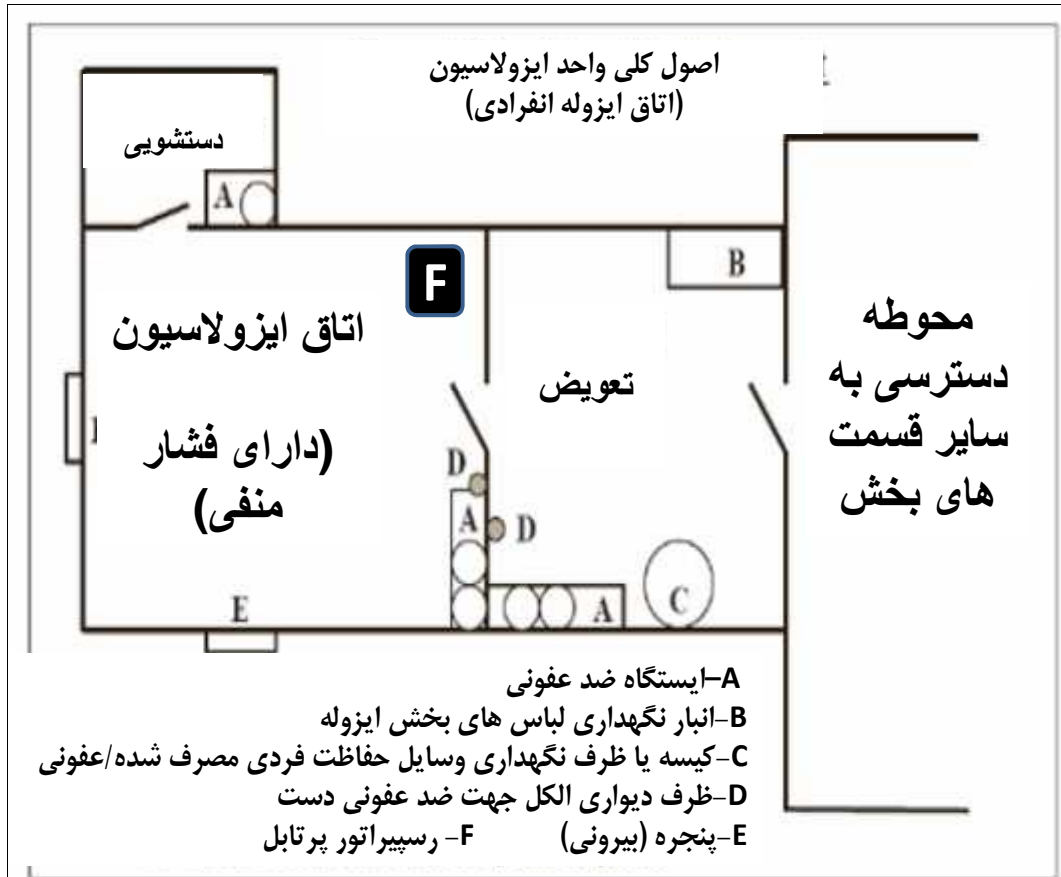 اصول کلی واحد ایزولاسیون
(اتاق ایزوله انفرادی)
دستشویی
A
F
B
اتاق ایزولاسیون
(دارای فشار
منفی)
تعویض
محوطه
دسترسی به
سایر قسمت
های بخش
D
A
D
E
A
C
A–ایستگاه ضد عفونی
B-انبار نگهداری لباس های بخش ایزوله
C-کیسه یا ظرف نگهداری وسایل حفاظت فردی مصرف شده/عفونی
D-ظرف دیواری الکل جهت ضد عفونی دست
E-پنجره (بیرونی) F- رسپیراتور پرتابل